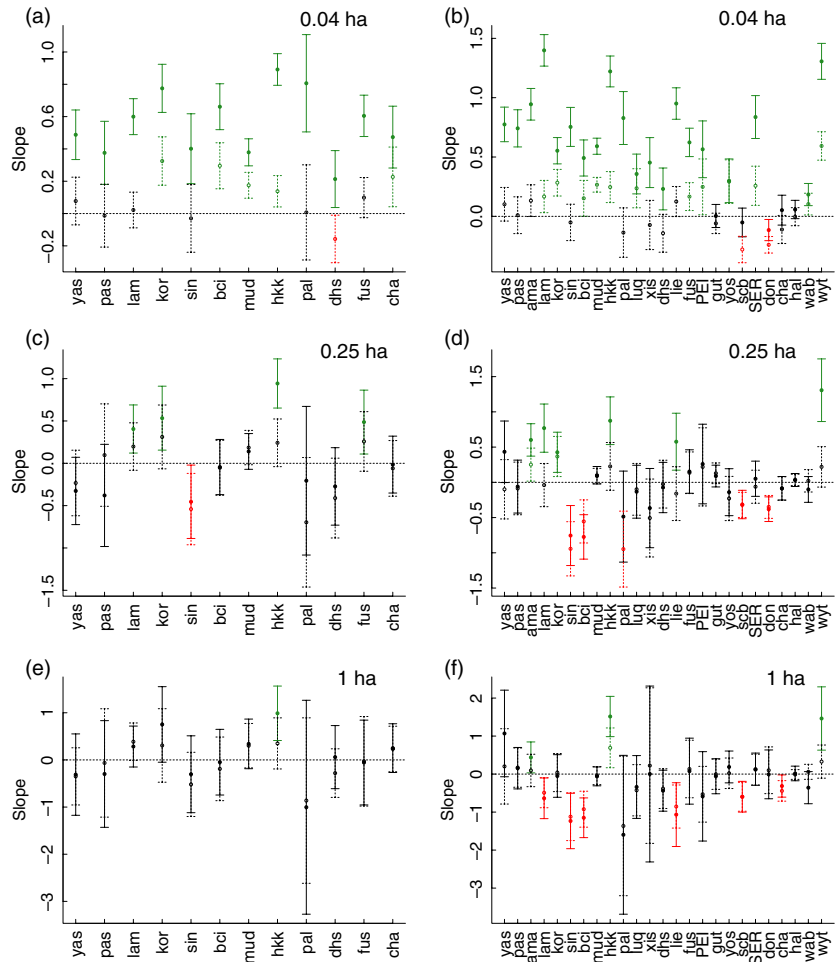 (a)
0.04 ha
Slope
1.0
0.6
0.2
−0.2
yas
pas
lam
kor
sin
bci
mud
hkk
pal
dhs
fus
cha
(b)
0.04 ha
Slope
1.5
1.0
0.5
0.0
yas
pas
ama
lam
kor
sin
bci
mud
hkk
pal
luq
xis
dhs
lie
fus
PEI
gut
yos
scb
SER
don
cha
hal
wab
wyt
(c)
0.25 ha
Slope
1.0
0.5
0.0
−0.5
−1.5
yas
pas
lam
kor
sin
bci
mud
hkk
pal
dhs
fus
cha
(d)
0.25 ha
Slope
1.5
0.5
−0.5
−1.5
yas
pas
ama
lam
kor
sin
bci
mud
hkk
pal
luq
xis
dhs
lie
fus
PEI
gut
yos
scb
SER
don
cha
hal
wab
wyt
(e)
1 ha
Slope
1
0
−1
−2
−3
yas
pas
lam
kor
sin
bci
mud
hkk
pal
dhs
fus
cha
(f)
1 ha
Slope
2
1
0
−1
−2
−3
yas
pas
ama
lam
kor
sin
bci
mud
hkk
pal
luq
xis
dhs
lie
fus
PEI
gut
yos
scb
SER
don
cha
hal
wab
wyt